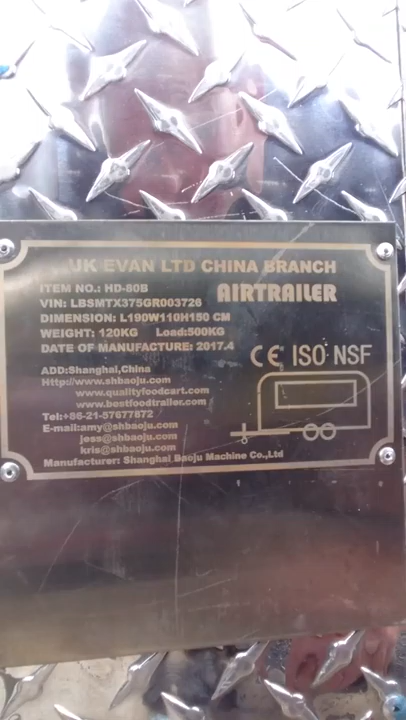 UK EVAN LTD CHINA BRANCH
ITEM NO.: HD-80B
AIRTRAILER
VIN: LBSMTX375GR003726
DIMENSION: L190W110H150 CM
WEIGHT: 120KG Load:500KG
DATE OF MANUFACTURE: 2017.4
CE ISO NSF
ADD:Shanghai,China
Http://www.shbaoju.com
www.qualityfoodcart.com
www.bestfoodtrailer.com
Tel:+86-21-57677872
E-mail:amy@shbaoju.com
jess@shbaoju.com
kris@shbaoju.com
Manufacturer: Shanghai Baoju Machine Co.,Ltd